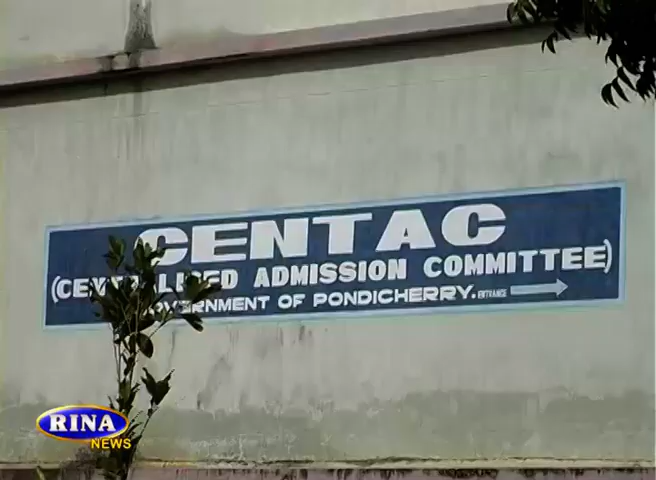 CENTAC
(CENTRALISED ADMISSION COMMITTEE)
GOVERNMENT OF PONDICHERRY. ENTRANCE
RINA
NEWS